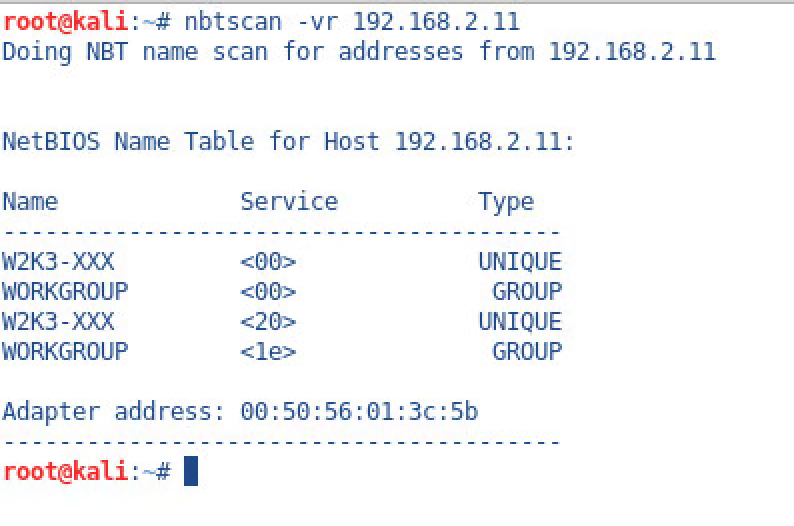 root@kali:~# nbtscan -vr 192.168.2.11
Doing NBT name scan for addresses from 192.168.2.11
NetBIOS Name Table for Host 192.168.2.11:
Name Service Type
----------------------------------------
W2K3-XXX <00> UNIQUE
WORKGROUP <00> GROUP
W2K3-XXX <20> UNIQUE
WORKGROUP <1e> GROUP
Adapter address: 00:50:56:01:3c:5b
----------------------------------------
root@kali:~#